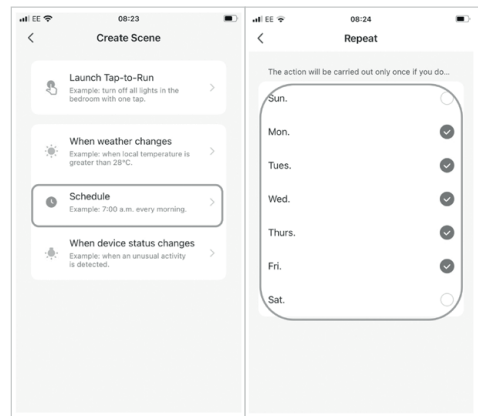 EE 08:23
Create Scene
Launch Tap-to-Run
Example: turn off all lights in the
bedroom with one tap.
When weather changes
Example: when local temperature is
greater than 28°C.
Schedule
Example: 7:00 a.m. every morning.
When device status changes
Example: when an unusual activity
is detected.
EE 08:24
Repeat
The action will be carried out only once if you do...
Sun.
Mon.
Tues.
Wed.
Thurs.
Fri.
Sat.